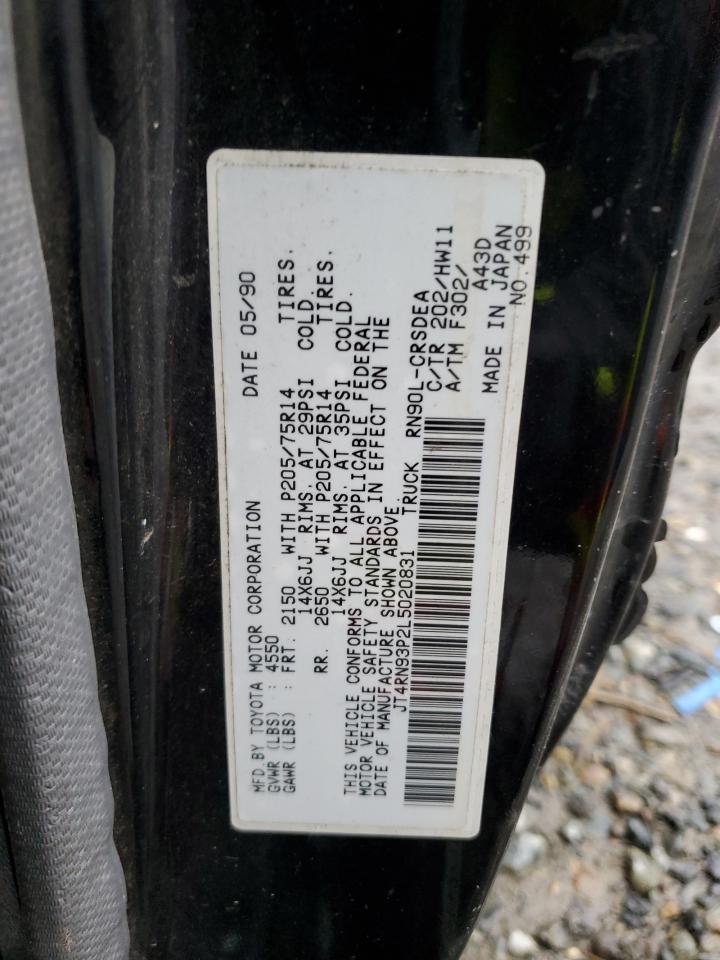 MFD. BY TOYOTA MOTOR CORPORATION DATE 05/90
GVWR (LBS) : 4550
GAWR (LBS) : FRT. 2150 WITH P205/75R14 TIRES,
14X6JJ RIMS, AT 29PSI COLD.
RR. 2650 WITH P205/75R14 TIRES,
14X6JJ RIMS, AT 35PSI COLD.
THIS VEHICLE CONFORMS TO ALL APPLICABLE FEDERAL
MOTOR VEHICLE SAFETY STANDARDS IN EFFECT ON THE
DATE OF MANUFACTURE SHOWN ABOVE.
JT4RN93P2L5020831 TRUCK RN90L-CRSDEA
C/TR 202/HW11
A/TM F302/
A43D
MADE IN JAPAN
NO.499